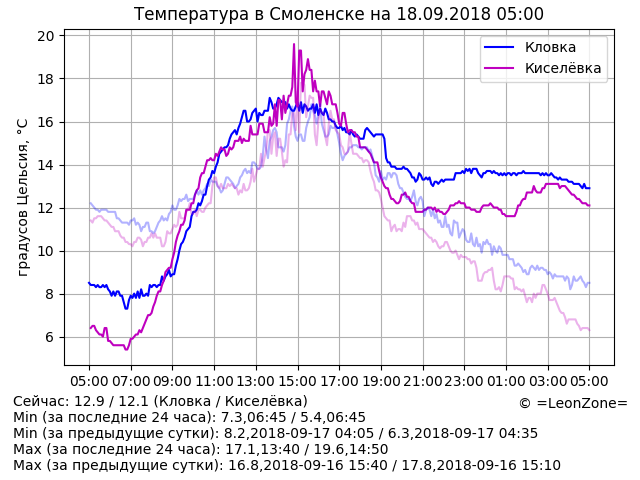 Температура в Смоленске на 18.09.2018 05:00
градусов Цельсия, °C
20
18
16
14
12
10
8
6
Кловка
Киселёвка
05:00 07:00 09:00 11:00 13:00 15:00 17:00 19:00 21:00 23:00 01:00 03:00 05:00
Сейчас: 12.9 / 12.1 (Кловка / Киселёвка)
© =LeonZone=
Min (за последние 24 часа): 7.3,06:45 / 5.4,06:45
Min (за предыдущие сутки): 8.2,2018-09-17 04:05 / 6.3,2018-09-17 04:35
Max (за последние 24 часа): 17.1,13:40 / 19.6,14:50
Max (за предыдущие сутки): 16.8,2018-09-16 15:40 / 17.8,2018-09-16 15:10